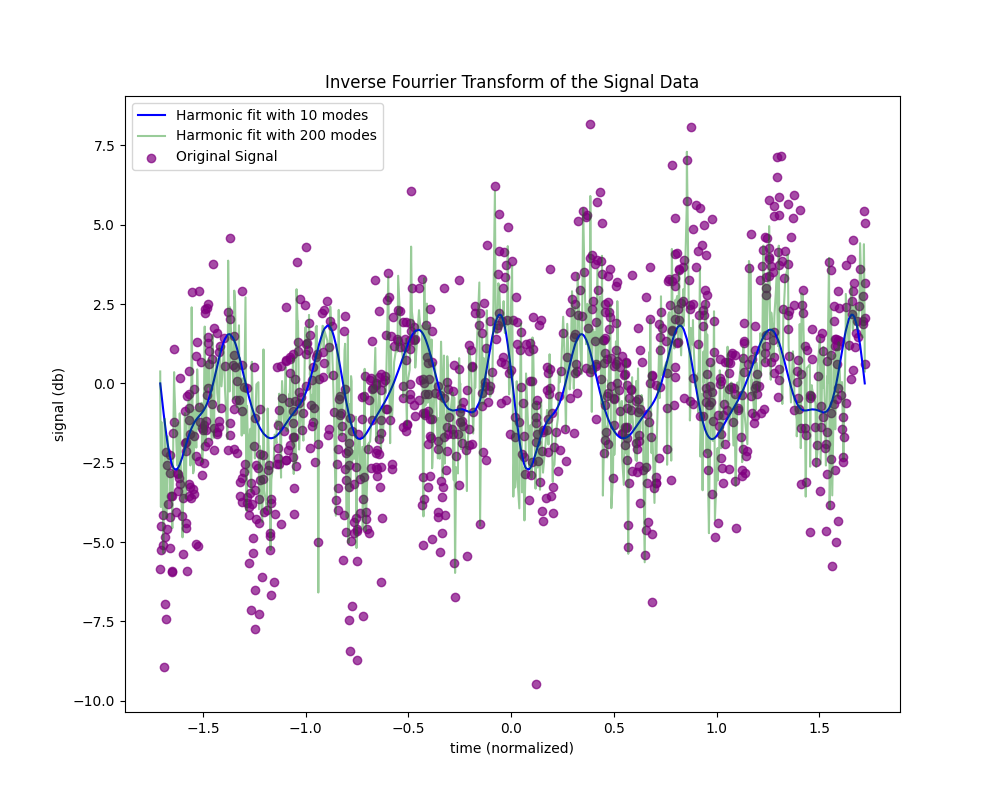 Inverse Fourrier Transform of the Signal Data
Harmonic fit with 10 modes
Harmonic fit with 200 modes
Original Signal
7.5
5.0
2.5
0.0
−2.5
−5.0
−7.5
−10.0
signal (db)
−1.5 −1.0 −0.5 0.0 0.5 1.0 1.5
time (normalized)